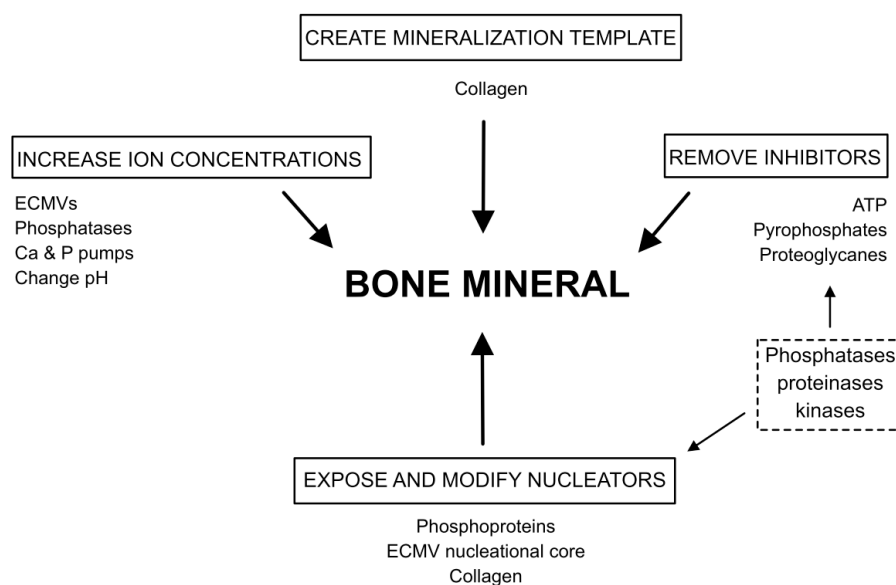 CREATE MINERALIZATION TEMPLATE
Collagen
INCREASE ION CONCENTRATIONS
ECMVs
Phosphatases
Ca & P pumps
Change pH
REMOVE INHIBITORS
ATP
Pyrophosphates
Proteoglycanes
BONE MINERAL
Phosphatases
proteinases
kinases
EXPOSE AND MODIFY NUCLEATORS
Phosphoproteins
ECMV nucleational core
Collagen